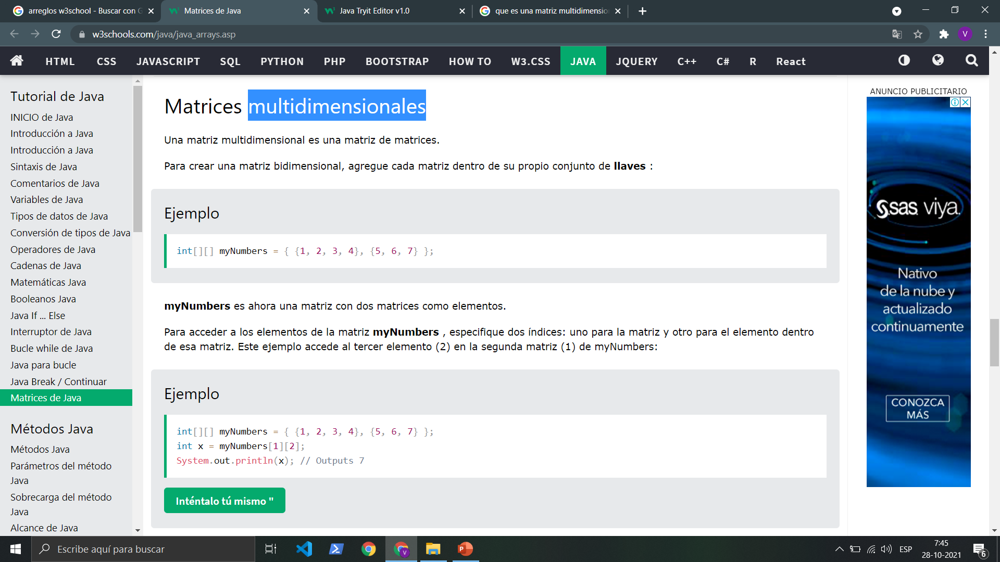 arreglos w3school - Buscar con G
Matrices de Java
Java Tryit Editor v1.0
que es una matriz multidimensio
w3schools.com/java/java_arrays.asp
V
HTML CSS JAVASCRIPT SQL PYTHON PHP BOOTSTRAP HOW TO W3.CSS JAVA JQUERY C++ C# R React
Tutorial de Java
INICIO de Java
Introducción a Java
Introducción a Java
Sintaxis de Java
Comentarios de Java
Variables de Java
Tipos de datos de Java
Conversión de tipos de Java
Operadores de Java
Cadenas de Java
Matemáticas Java
Booleanos Java
Java If ... Else
Interruptor de Java
Bucle while de Java
Java para bucle
Java Break / Continuar
Matrices de Java
Métodos Java
Métodos Java
Parámetros del método
Java
Sobrecarga del método
Java
Alcance de Java
Matrices multidimensionales
Una matriz multidimensional es una matriz de matrices.
Para crear una matriz bidimensional, agregue cada matriz dentro de su propio conjunto de llaves :
Ejemplo
int[][] myNumbers = { {1, 2, 3, 4}, {5, 6, 7} };
myNumbers es ahora una matriz con dos matrices como elementos.
Para acceder a los elementos de la matriz myNumbers , especifique dos índices: uno para la matriz y otro para el elemento dentro
de esa matriz. Este ejemplo accede al tercer elemento (2) en la segunda matriz (1) de myNumbers:
Ejemplo
int[][] myNumbers = { {1, 2, 3, 4}, {5, 6, 7} };
int x = myNumbers[1][2];
System.out.println(x); // Outputs 7
Inténtalo tú mismo "
ANUNCIO PUBLICITARIO
sas viya.
Nativo
de la nube y
actualizado
continuamente
CONOZCA
MÁS
Escribe aquí para buscar
V
P
ESP
7:45
28-10-2021
6